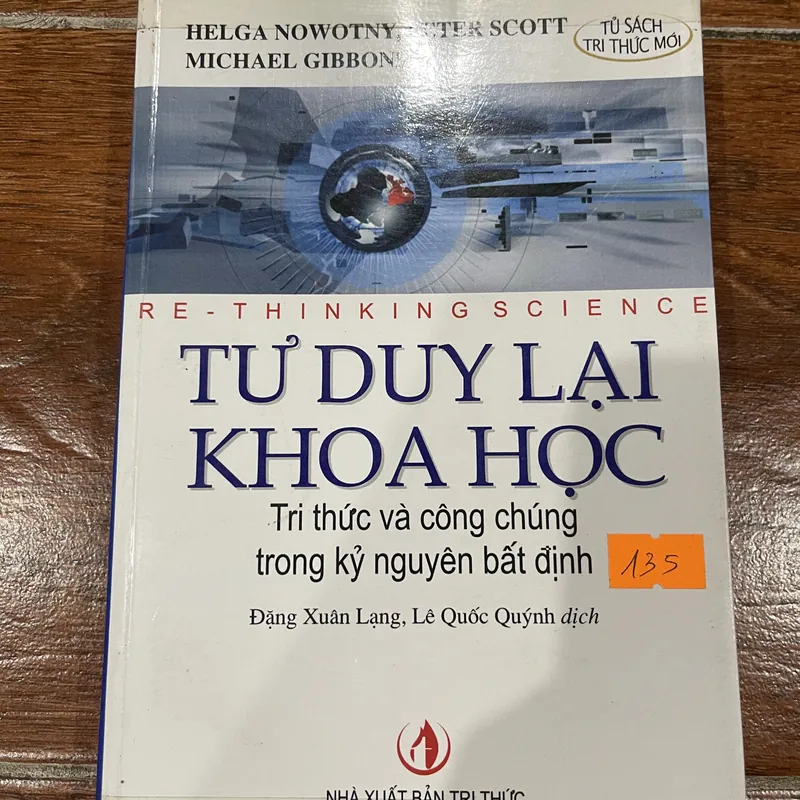 HELGA NOWOTNY, PETER SCOTT
MICHAEL GIBBON
TỦ SÁCH
TRI THỨC MỚI
RE-THINKING SCIENCE
TƯ DUY LẠI
KHOA HỌC
Tri thức và công chúng
trong kỷ nguyên bất định
135
Đặng Xuân Lạng, Lê Quốc Quýnh dịch
NHÀ XUẤT BẢN TRI THỨC